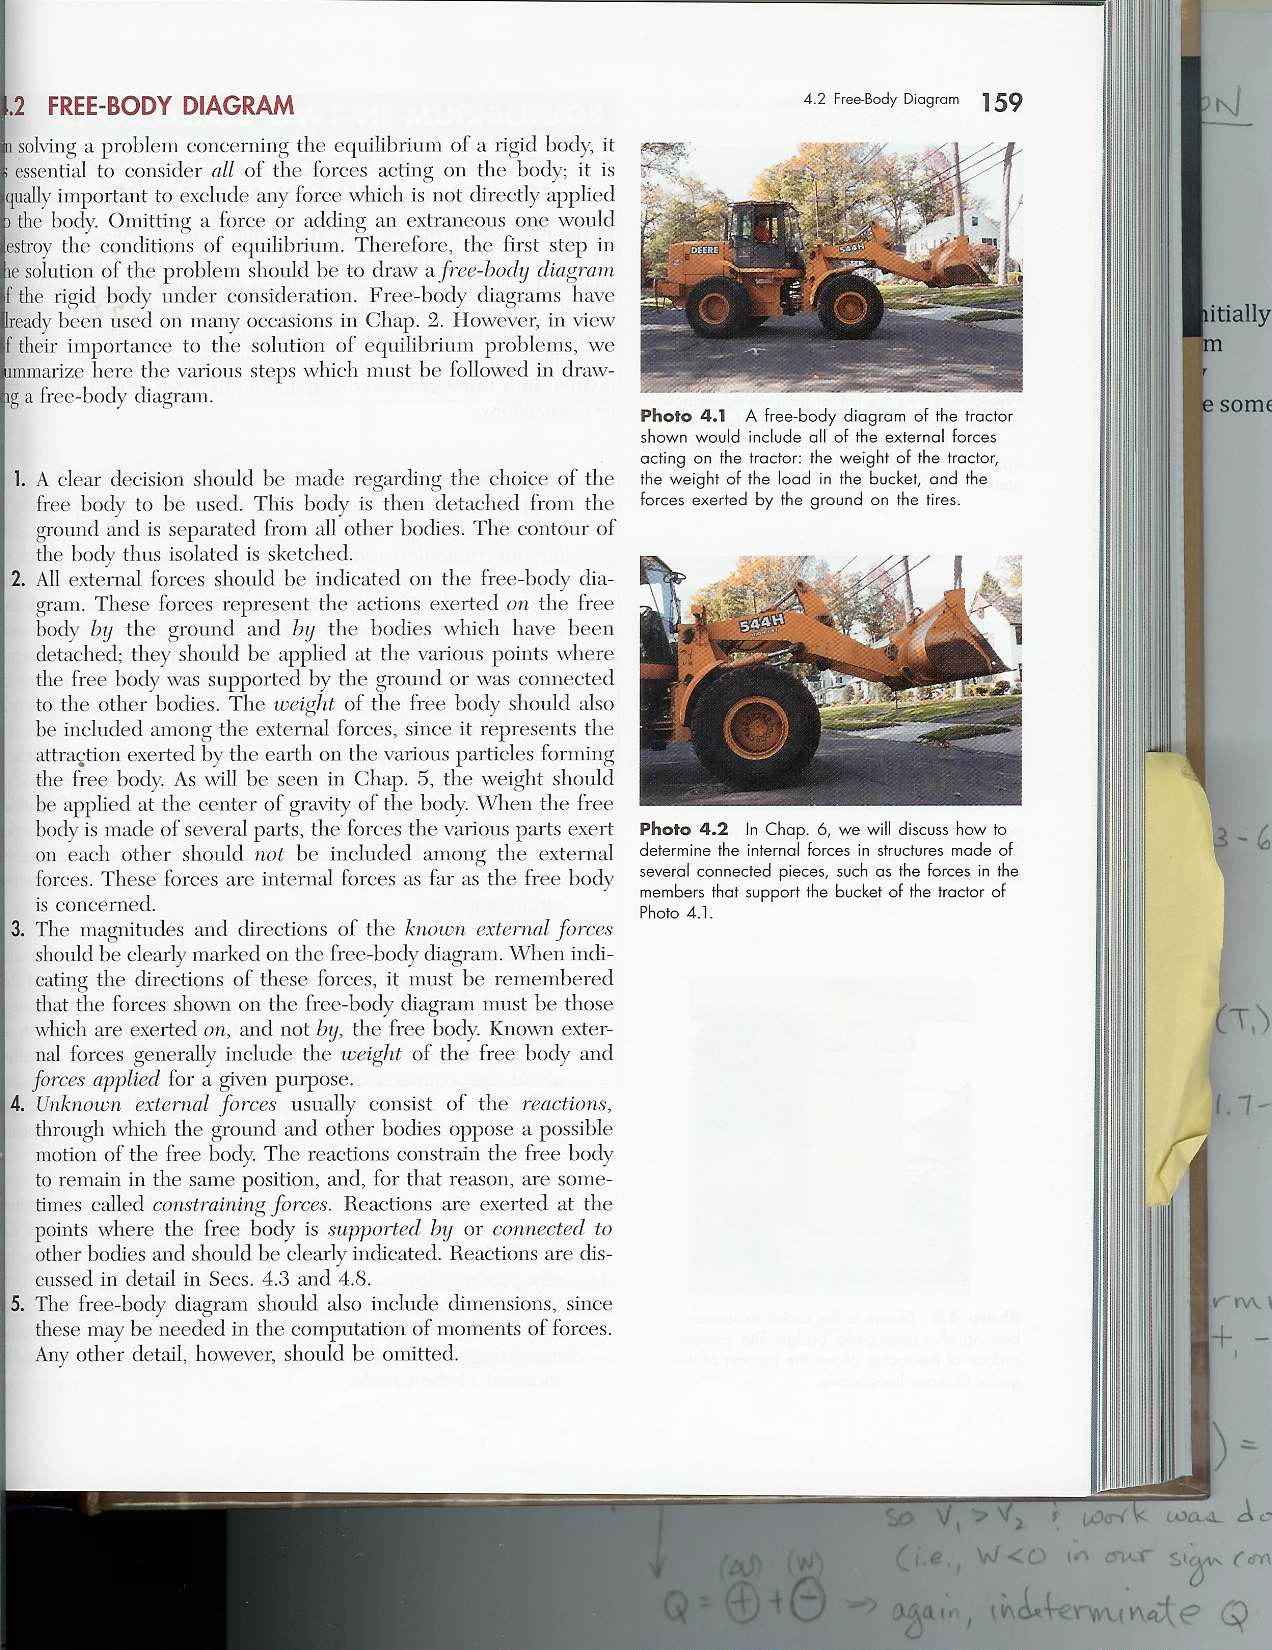 .2 FREE-BODY DIAGRAM
4.2 Free-Body Diagram 159
solving a problem concerning the equilibrium of a rigid body, it
essential to consider all of the forces acting on the body; it is
qually important to exclude any force which is not directly applied
the body. Omitting a force or adding an extraneous one would
estroy the conditions of equilibrium. Therefore, the first step in
he solution of the problem should be to draw a free-body diagram
f the rigid body under consideration. Free-body diagrams have
lready been used on many occasions in Chap. 2. However, in view
f their importance to the solution of equilibrium problems, we
ummarize here the various steps which must be followed in draw-
ng a free-body diagram.
1. A clear decision should be made regarding the choice of the
free body to be used. This body is then detached from the
ground and is separated from all other bodies. The contour of
the body thus isolated is sketched.
2. All external forces should be indicated on the free-body dia-
gram. These forces represent the actions exerted on the free
body by the ground and by the bodies which have been
detached; they should be applied at the various points where
the free body was supported by the ground or was connected
to the other bodies. The weight of the free body should also
be included among the external forces, since it represents the
attraction exerted by the earth on the various particles forming
the free body. As will be seen in Chap. 5, the weight should
be applied at the center of gravity of the body. When the free
body is made of several parts, the forces the various parts exert
on each other should not be included among the external
forces. These forces are internal forces as far as the free body
is concerned.
3. The magnitudes and directions of the known external forces
should be clearly marked on the free-body diagram. When indi-
cating the directions of these forces, it must be remembered
that the forces shown on the free-body diagram must be those
which are exerted on, and not by, the free body. Known exter-
nal forces generally include the weight of the free body and
forces applied for a given purpose.
4. Unknown external forces usually consist of the reactions,
through which the ground and other bodies oppose a possible
motion of the free body. The reactions constrain the free body
to remain in the same position, and, for that reason, are some-
times called constraining forces. Reactions are exerted at the
points where the free body is supported by or connected to
other bodies and should be clearly indicated. Reactions are dis-
cussed in detail in Secs. 4.3 and 4.8.
5. The free-body diagram should also include dimensions, since
these may be needed in the computation of moments of forces.
Any other detail, however, should be omitted.
DEERE
544H
Photo 4.1 A free-body diagram of the tractor
shown would include all of the external forces
acting on the tractor: the weight of the tractor,
the weight of the load in the bucket, and the
forces exerted by the ground on the tires.
544H
Photo 4.2 In Chap. 6, we will discuss how to
determine the internal forces in structures made of
several connected pieces, such as the forces in the
members that support the bucket of the tractor of
Photo 4.1.
ON
itially
m
e some
3-6
(T₁)
1.7-
rm
+, -
) =
so V₁ > V₂ & work was do
(i.e., W<0 in our sign con
(ΔU) (W)
Q = ⊕ + ⊖ => again, indeterminate Q